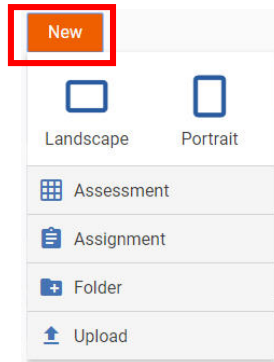 New
Landscape Portrait
Assessment
Assignment
Folder
Upload